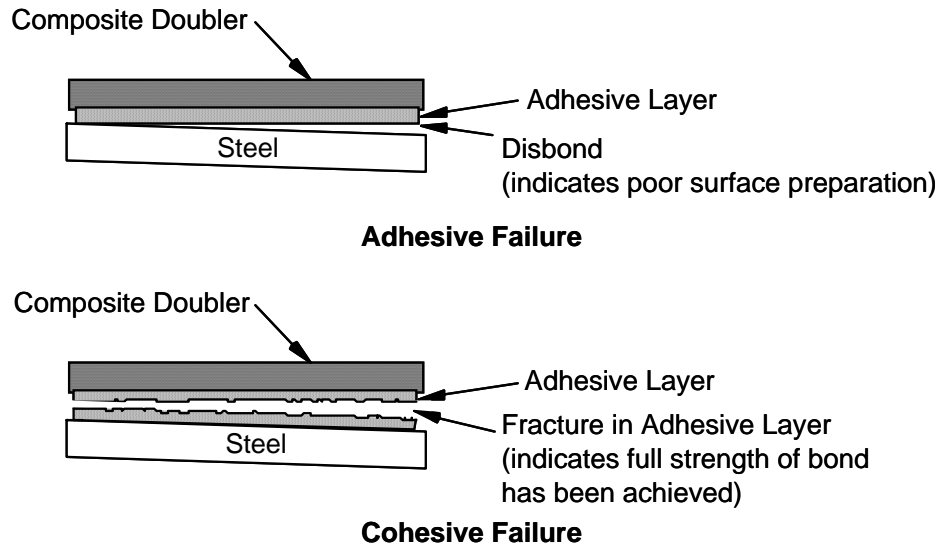 Composite Doubler
Adhesive Layer
Steel
Disbond
(indicates poor surface preparation)
Adhesive Failure
Composite Doubler
Adhesive Layer
Steel
Fracture in Adhesive Layer
(indicates full strength of bond
has been achieved)
Cohesive Failure